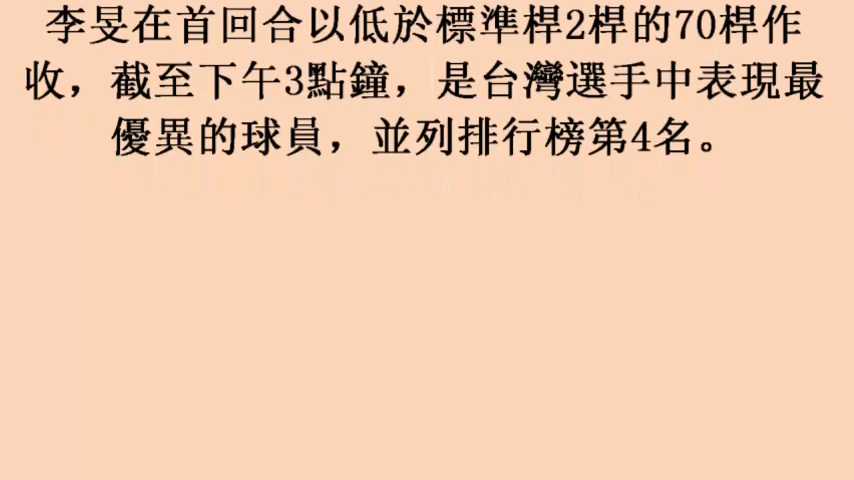 李旻在首回合以低於標準桿2桿的70桿作
收，截至下午3點鐘，是台灣選手中表現最
優異的球員，並列排行榜第4名。